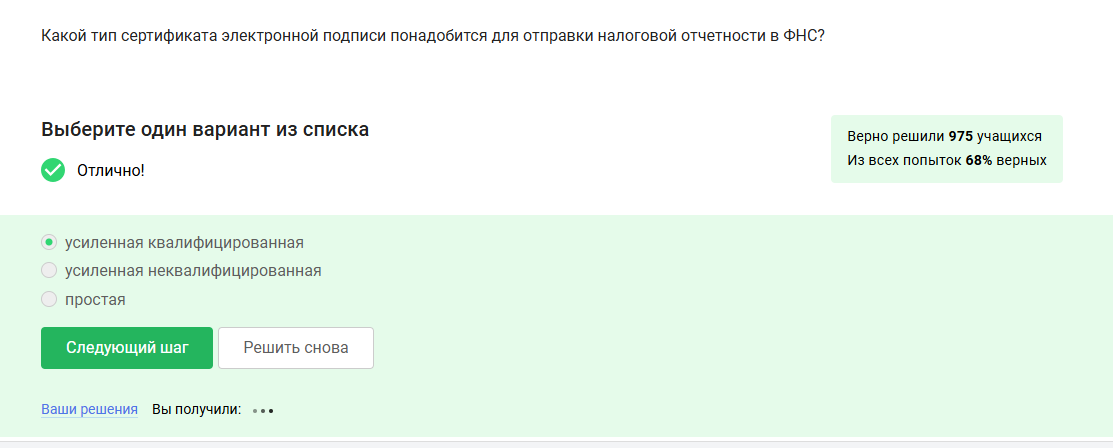 Какой тип сертификата электронной подписи понадобится для отправки налоговой отчетности в ФНС?
Выберите один вариант из списка
Отлично!
Верно решили 975 учащихся
Из всех попыток 68% верных
усиленная квалифицированная
усиленная неквалифицированная
простая
Следующий шаг
Решить снова
Ваши решения Вы получили: